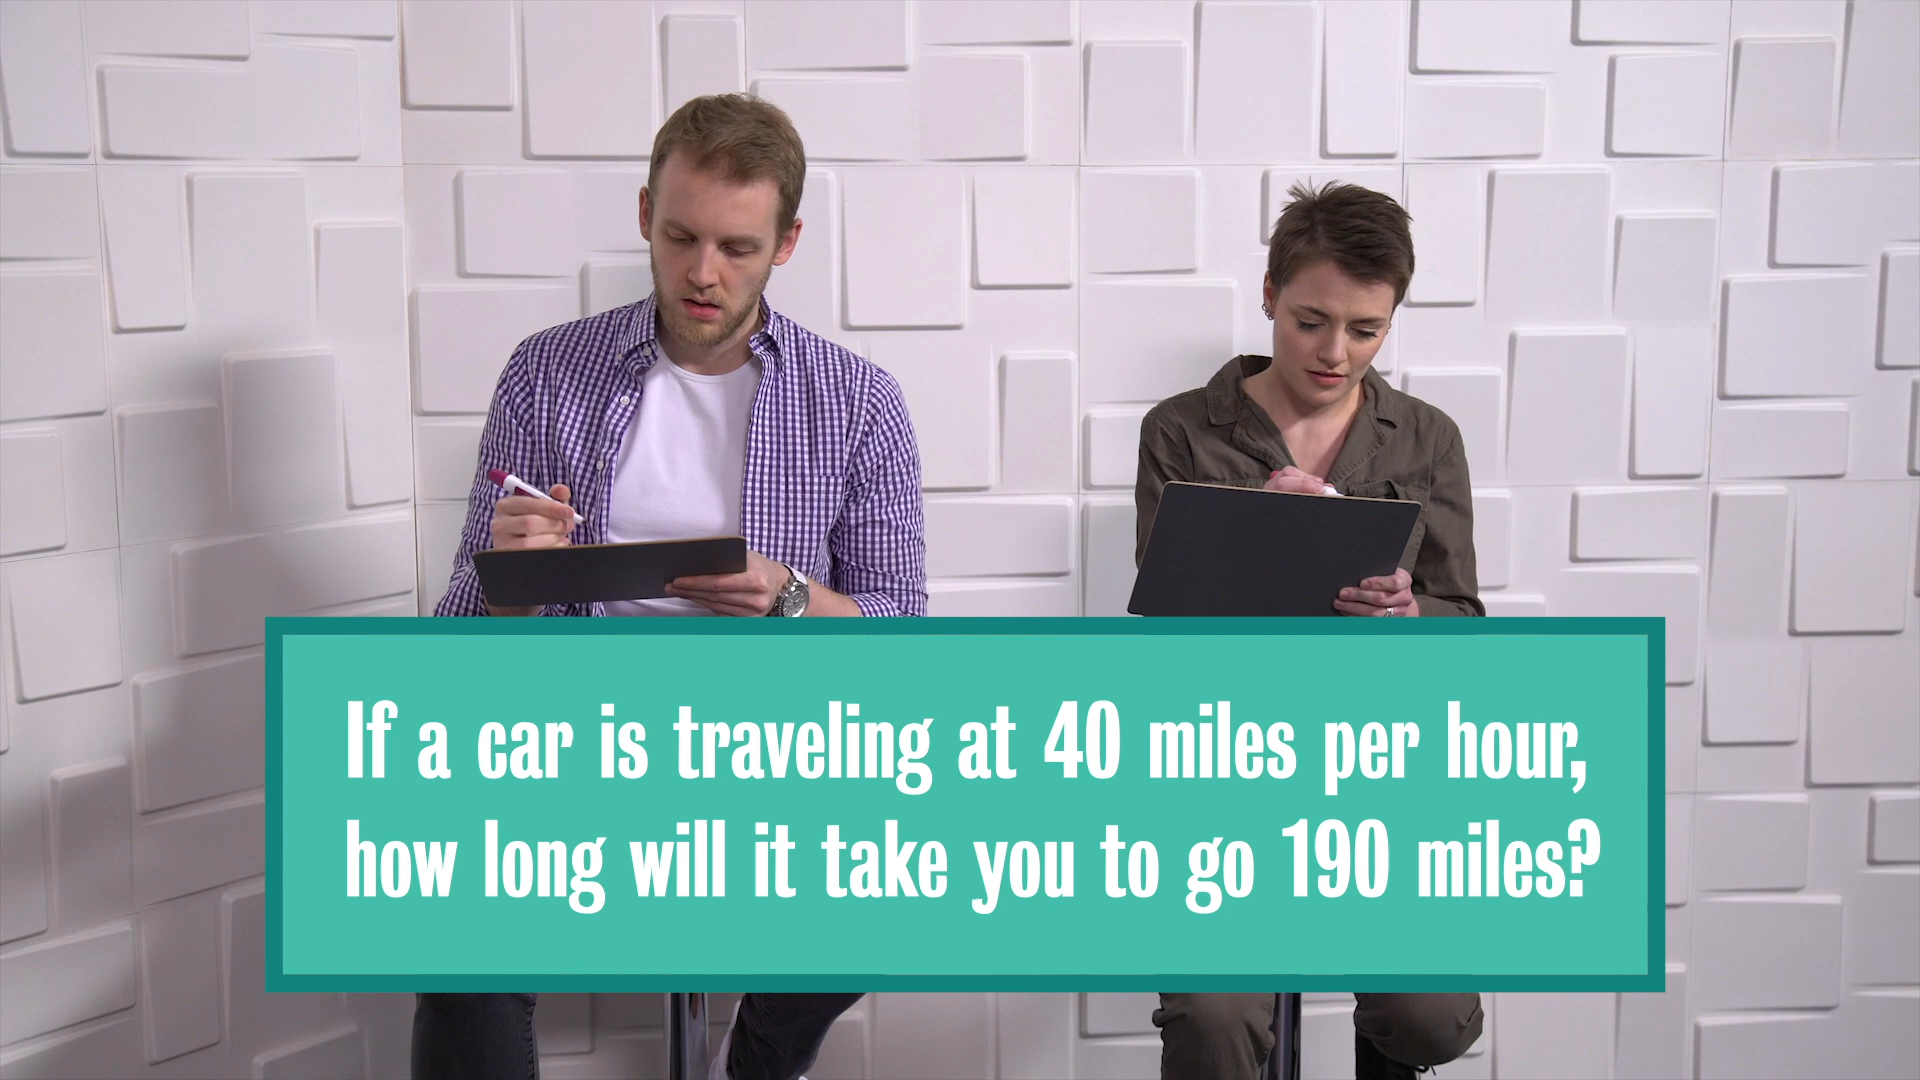 If a car is traveling at 40 miles per hour,
how long will it take you to go 190 miles?